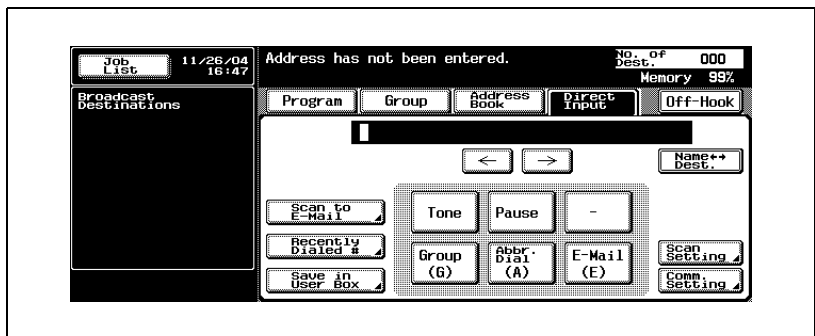 Job List
11/26/04
16:47
Address has not been entered.
No. of Dest.
000
Memory 99%
Broadcast
Destinations
Program
Group
Address Book
Direct Input
Off-Hook
← →
Name↔ Dest.
Scan to E-Mail
Tone
Pause
-
Recently Dialed #
Group (G)
Abbr. Dial (A)
E-Mail (E)
Scan Setting
Save in User Box
Comm. Setting